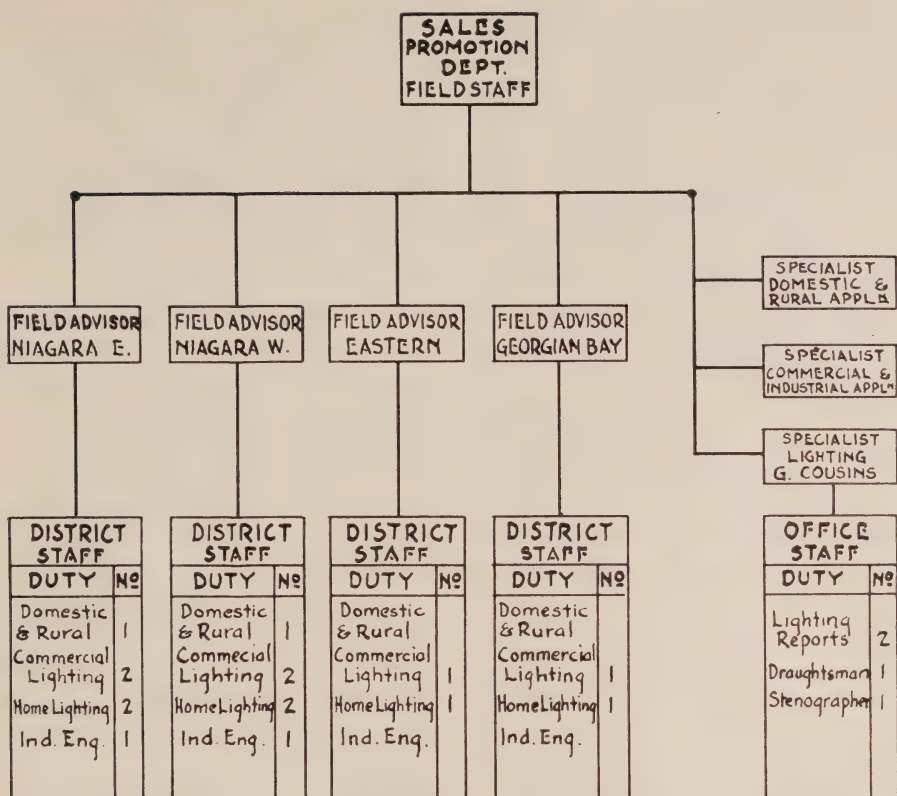 SALES
PROMOTION
DEPT.
FIELD STAFF
SPECIALIST
DOMESTIC &
RURAL APPLN
SPECIALIST
COMMERCIAL &
INDUSTRIAL APPLN
SPECIALIST
LIGHTING
G. COUSINS
FIELD ADVISOR
NIAGARA E.
FIELD ADVISOR
NIAGARA W.
FIELD ADVISOR
EASTERN
FIELD ADVISOR
GEORGIAN BAY
DISTRICT
STAFF
DUTY Nº
Domestic
& Rural 1
Commercial
Lighting 2
Home Lighting 2
Ind. Eng. 1
DISTRICT
STAFF
DUTY Nº
Domestic
& Rural 1
Commecial
Lighting 2
Home Lighting 2
Ind. Eng. 1
DISTRICT
STAFF
DUTY Nº
Domestic
& Rural
Commercial
Lighting 1
Home Lighting 1
Ind. Eng.
DISTRICT
STAFF
DUTY Nº
Domestic
& Rural
Commercial
Lighting 1
Home Lighting 1
Ind. Eng.
OFFICE
STAFF
DUTY Nº
Lighting
Reports 2
Draughtsman 1
Stenographer 1